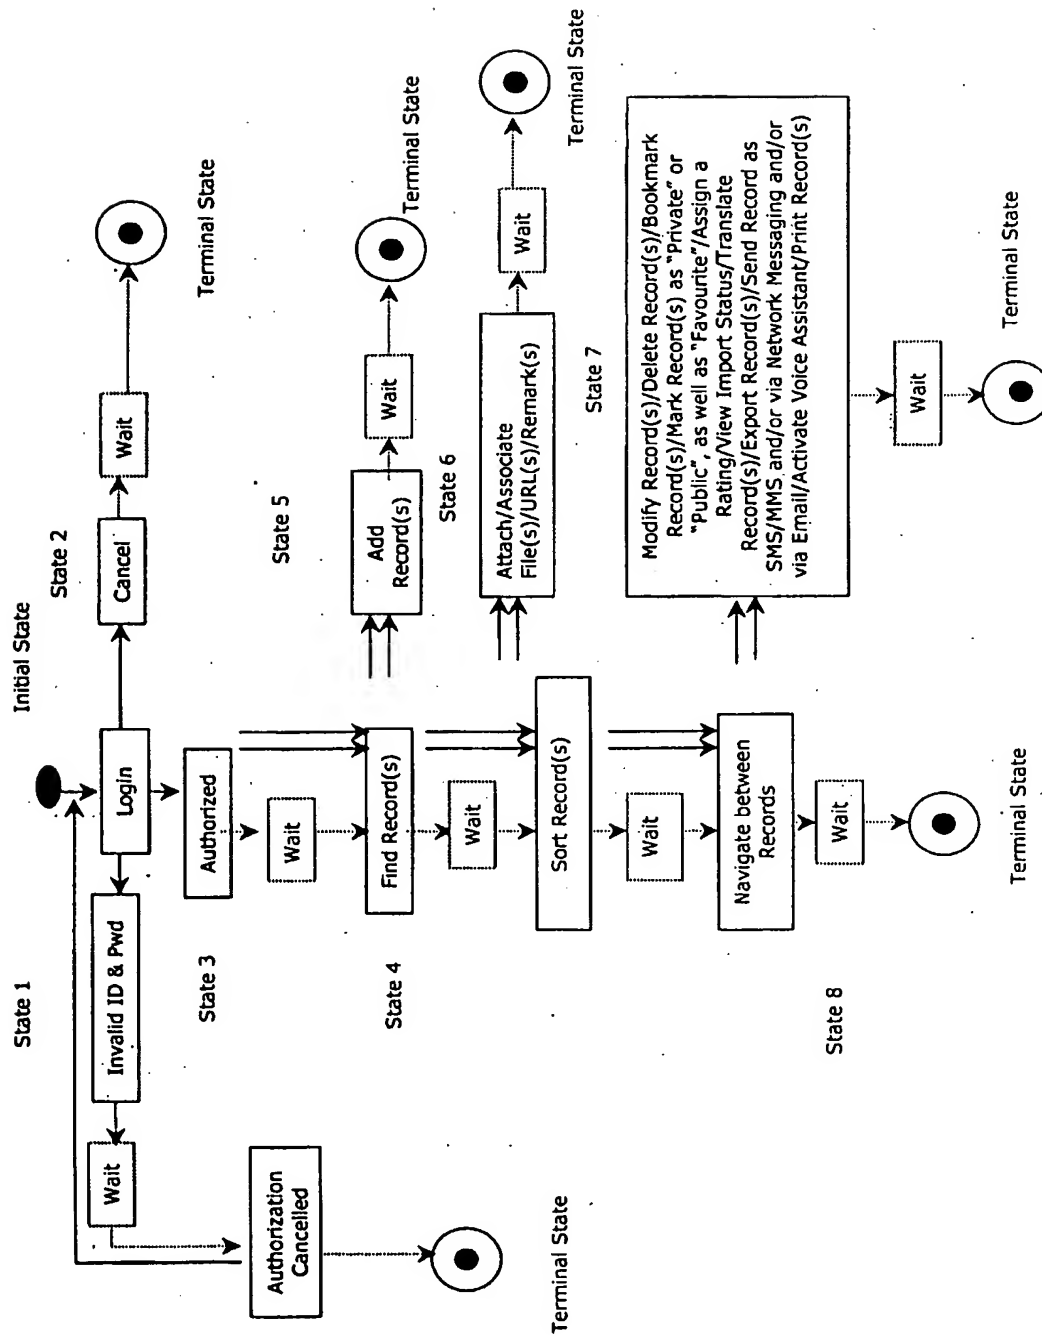 Initial State
State 1
State 2
Login
Cancel
Wait
Terminal State
Invalid ID & Pwd
Wait
Authorization
Cancelled
Terminal State
State 3
Authorized
Wait
State 4
Find Record(s)
Wait
Sort Record(s)
Wait
Navigate between
Records
State 8
Wait
Terminal State
State 5
Add
Record(s)
Wait
Terminal State
State 6
Attach/Associate
File(s)/URL(s)/Remark(s)
Wait
Terminal State
State 7
Modify Record(s)/Delete Record(s)/Bookmark
Record(s)/Mark Record(s) as "Private" or
"Public", as well as "Favourite"/Assign a
Rating/View Import Status/Translate
Record(s)/Export Record(s)/Send Record as
SMS/MMS and/or via Network Messaging and/or
via Email/Activate Voice Assistant/Print Record(s)
Wait
Terminal State